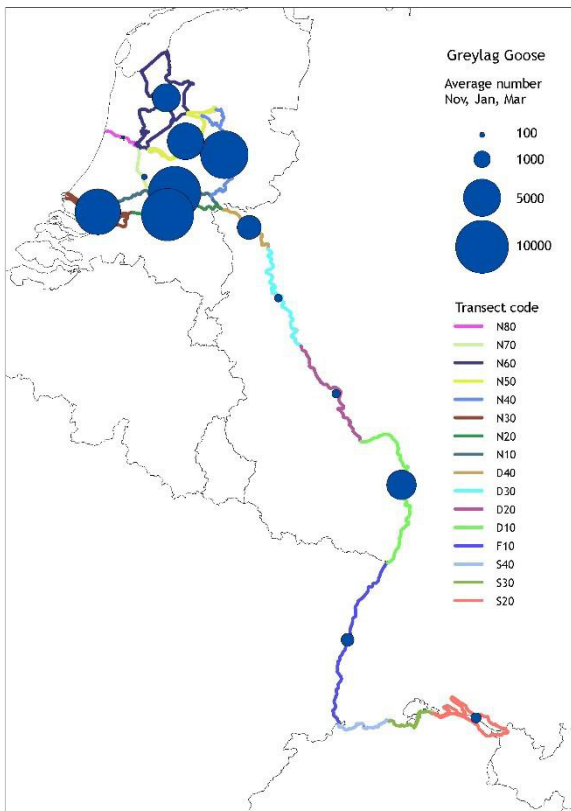 Greylag Goose
Average number
Nov, Jan, Mar
100
1000
5000
10000
Transect code
N80
N70
N60
N50
N40
N30
N20
N10
D40
D30
D20
D10
F10
S40
S30
S20